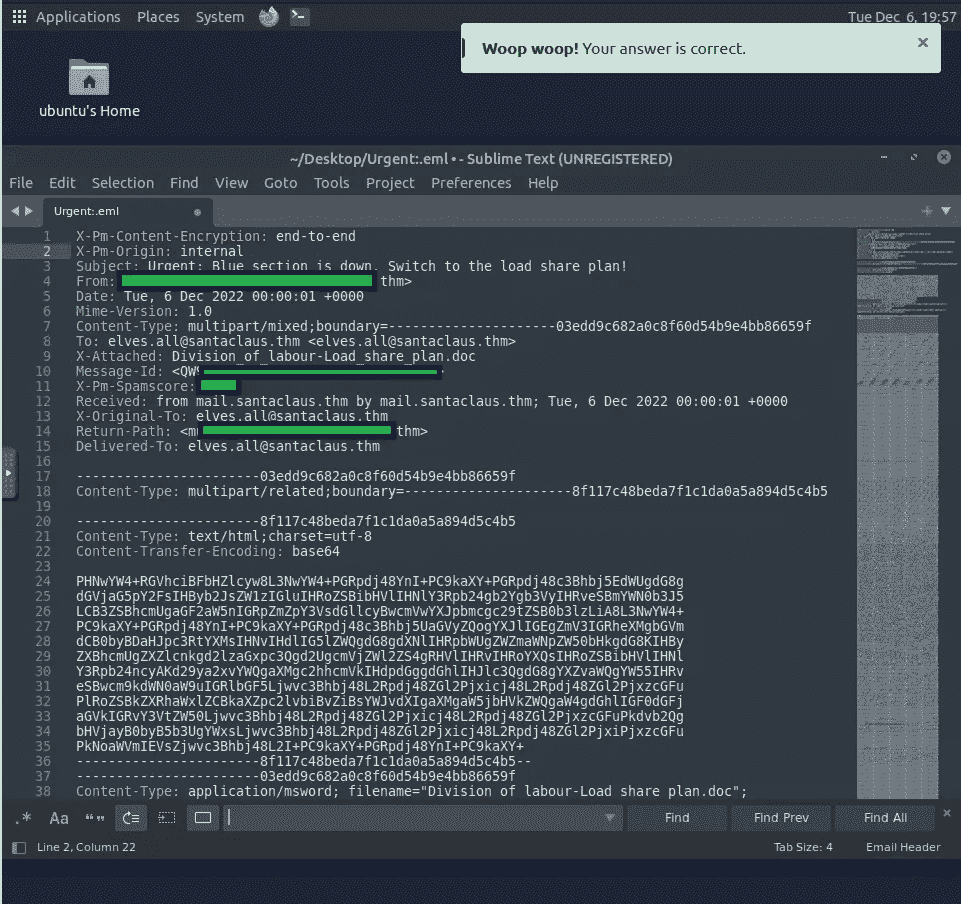 Applications Places System Tue Dec 6, 19:57
Woop woop! Your answer is correct. ×
ubuntu's Home
~/Desktop/Urgent:.eml • - Sublime Text (UNREGISTERED)
File Edit Selection Find View Goto Tools Project Preferences Help
Urgent:.eml
1 X-Pm-Content-Encryption: end-to-end
2 X-Pm-Origin: internal
3 Subject: Urgent: Blue section is down. Switch to the load share plan!
4 From: thm>
5 Date: Tue, 6 Dec 2022 00:00:01 +0000
6 Mime-Version: 1.0
7 Content-Type: multipart/mixed;boundary=---------------------03edd9c682a0c8f60d54b9e4bb86659f
8 To: elves.all@santaclaus.thm <elves.all@santaclaus.thm>
9 X-Attached: Division_of_labour-Load_share_plan.doc
10 Message-Id: <QW9
11 X-Pm-Spamscore:
12 Received: from mail.santaclaus.thm by mail.santaclaus.thm; Tue, 6 Dec 2022 00:00:01 +0000
13 X-Original-To: elves.all@santaclaus.thm
14 Return-Path: <m thm>
15 Delivered-To: elves.all@santaclaus.thm
16
17 -----------------------03edd9c682a0c8f60d54b9e4bb86659f
18 Content-Type: multipart/related;boundary=---------------------8f117c48beda7f1c1da0a5a894d5c4b5
19
20 -----------------------8f117c48beda7f1c1da0a5a894d5c4b5
21 Content-Type: text/html;charset=utf-8
22 Content-Transfer-Encoding: base64
23
24 PHNwYW4+RGVhciBFbHZlcyw8L3NwYW4+PGRpdj48YnI+PC9kaXY+PGRpdj48c3Bhbj5EdWUgdG8g
25 dGVjaG5pY2FsIHByb2JsZW1zIGluIHRoZSBibHVlIHNlY3Rpb24gb2Ygb3VyIHRveSBmYWN0b3J5
26 LCB3ZSBhcmUgaGF2aW5nIGRpZmZpY3VsdGllcyBwcmVwYXJpbmcgc29tZSB0b3lzLiA8L3NwYW4+
27 PC9kaXY+PGRpdj48YnI+PC9kaXY+PGRpdj48c3Bhbj5UaGVyZQogYXJlIGEgZmV3IGRheXMgbGVm
28 dCB0byBDaHJpc3RtYXMsIHNvIHdlIG5lZWQgdG8gdXNlIHRpbWUgZWZmaWNpZW50bHkgdG8KIHBy
29 ZXBhcmUgZXZlcnkgd2lzaGxpc3Qgd2UgcmVjZWl2ZS4gRHVlIHRvIHRoYXQsIHRoZSBibHVlIHNl
30 Y3Rpb24ncyAKd29ya2xvYWQgaXMgc2hhcmVkIHdpdGggdGhlIHJlc3QgdG8gYXZvaWQgYW55IHRv
31 eSBwcm9kdWN0aW9uIGRlbGF5Ljwvc3Bhbj48L2Rpdj48ZGl2Pjxicj48L2Rpdj48ZGl2PjxzcGFu
32 PlRoZSBkZXRhaWxlZCBkaXZpc2lvbiBvZiBsYWJvdXIgaXMgaW5jbHVkZWQgaW4gdGhlIGF0dGFj
33 aGVkIGRvY3VtZW50Ljwvc3Bhbj48L2Rpdj48ZGl2Pjxicj48L2Rpdj48ZGl2PjxzcGFuPkdvb2Qg
34 bHVjayB0byB5b3UgYWxsLjwvc3Bhbj48L2Rpdj48ZGl2Pjxicj48L2Rpdj48ZGl2PjxiPjxzcGFu
35 PkNoaWVmIEVsZjwvc3Bhbj48L2I+PC9kaXY+PGRpdj48YnI+PC9kaXY+
36 -----------------------8f117c48beda7f1c1da0a5a894d5c4b5--
37 -----------------------03edd9c682a0c8f60d54b9e4bb86659f
38 Content-Type: application/msword; filename="Division of labour-Load share plan.doc";
.* Aa “” Find Find Prev Find All ×
Line 2, Column 22 Tab Size: 4 Email Header